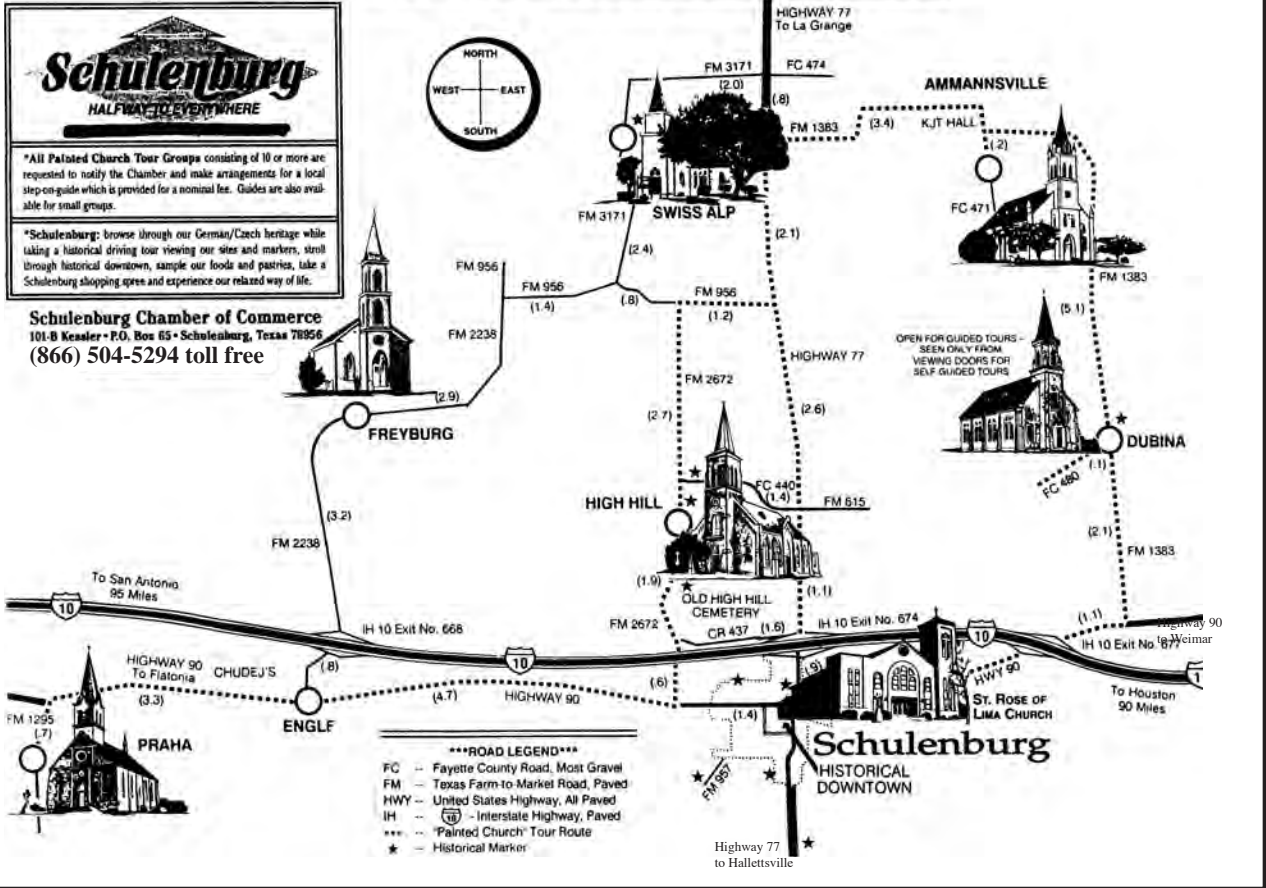 Schulenburg
HALFWAY TO EVERYWHERE
*All Painted Church Tour Groups consisting of 10 or more are
requested to notify the Chamber and make arrangements for a local
step-on-guide which is provided for a nominal fee. Guides are also avail-
able for small groups.
*Schulenburg: browse through our German/Czech heritage while
taking a historical driving tour viewing our sites and markers, stroll
through historical downtown, sample our foods and pastries, take a
Schulenburg shopping spree and experience our relaxed way of life.
Schulenburg Chamber of Commerce
101-B Kessler • P.O. Box 65 • Schulenburg, Texas 78956
(866) 504-5294 toll free
NORTH
WEST
EAST
SOUTH
HIGHWAY 77
To La Grange
FM 3171
FC 474
(2.0)
(.8)
FM 1383
(3.4)
KJT HALL
AMMANNSVILLE
(.2)
FC 471
FM 1383
SWISS ALP
FM 3171
(2.4)
(2.1)
FM 956
FM 956
(1.4)
(.8)
FM 956
(1.2)
FM 2238
HIGHWAY 77
(5.1)
OPEN FOR GUIDED TOURS -
SEEN ONLY FROM
VIEWING DOORS FOR
SELF GUIDED TOURS
FM 2672
(2.7)
(2.6)
(2.9)
FREYBURG
DUBINA
(.1)
FC 480
FC 440
(1.4)
FM 615
HIGH HILL
(3.2)
FM 2238
(2.1)
FM 1383
(1.9)
OLD HIGH HILL
CEMETERY
(1.1)
To San Antonio
95 Miles
10
IH 10 Exit No. 668
FM 2672
CR 437
(1.6)
IH 10 Exit No. 674
10
(1.1)
Highway 90
to Weimar
IH 10 Exit No. 677
10
HIGHWAY 90
To Flatonia
CHUDEJ'S
(.8)
(3.3)
(4.7)
HIGHWAY 90
(.6)
(.9)
HWY 90
To Houston
90 Miles
1
ST. ROSE OF
LIMA CHURCH
FM 1295
(.7)
PRAHA
ENGLE
(1.4)
Schulenburg
HISTORICAL
DOWNTOWN
FM 957
***ROAD LEGEND***
FC -- Fayette County Road, Most Gravel
FM -- Texas Farm-to-Market Road, Paved
HWY -- United States Highway, All Paved
IH -- 10 - Interstate Highway, Paved
*** -- "Painted Church" Tour Route
★ -- Historical Marker
Highway 77
to Hallettsville